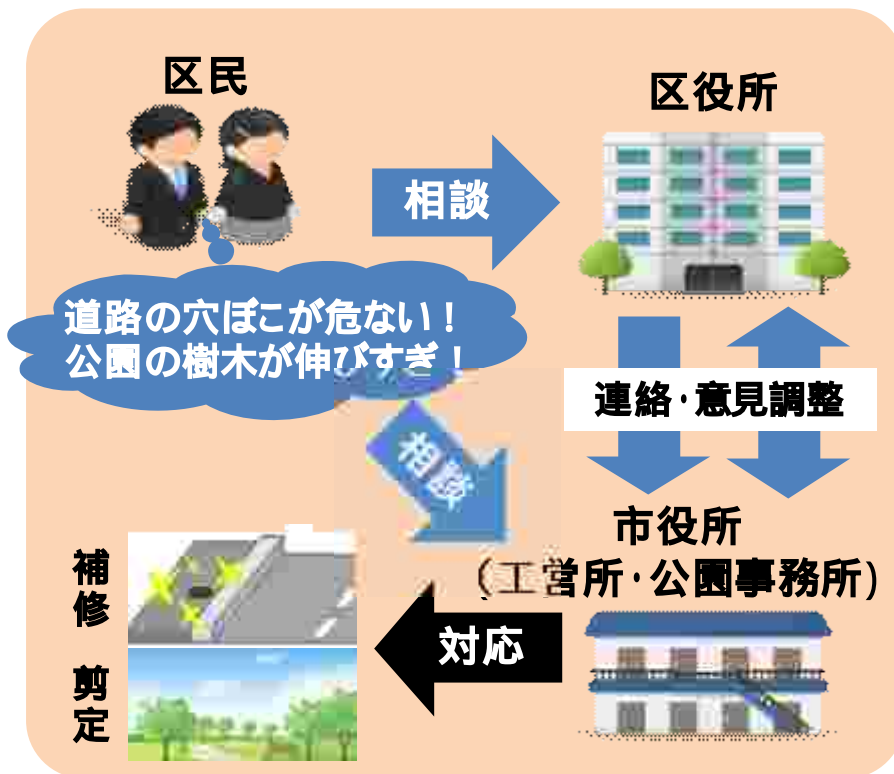 区民
区役所
相談
道路の穴ぼこが危ない！
公園の樹木が伸びすぎ！
連絡・意見調整
相談
市役所
（工営所・公園事務所)
補修 剪定
対応